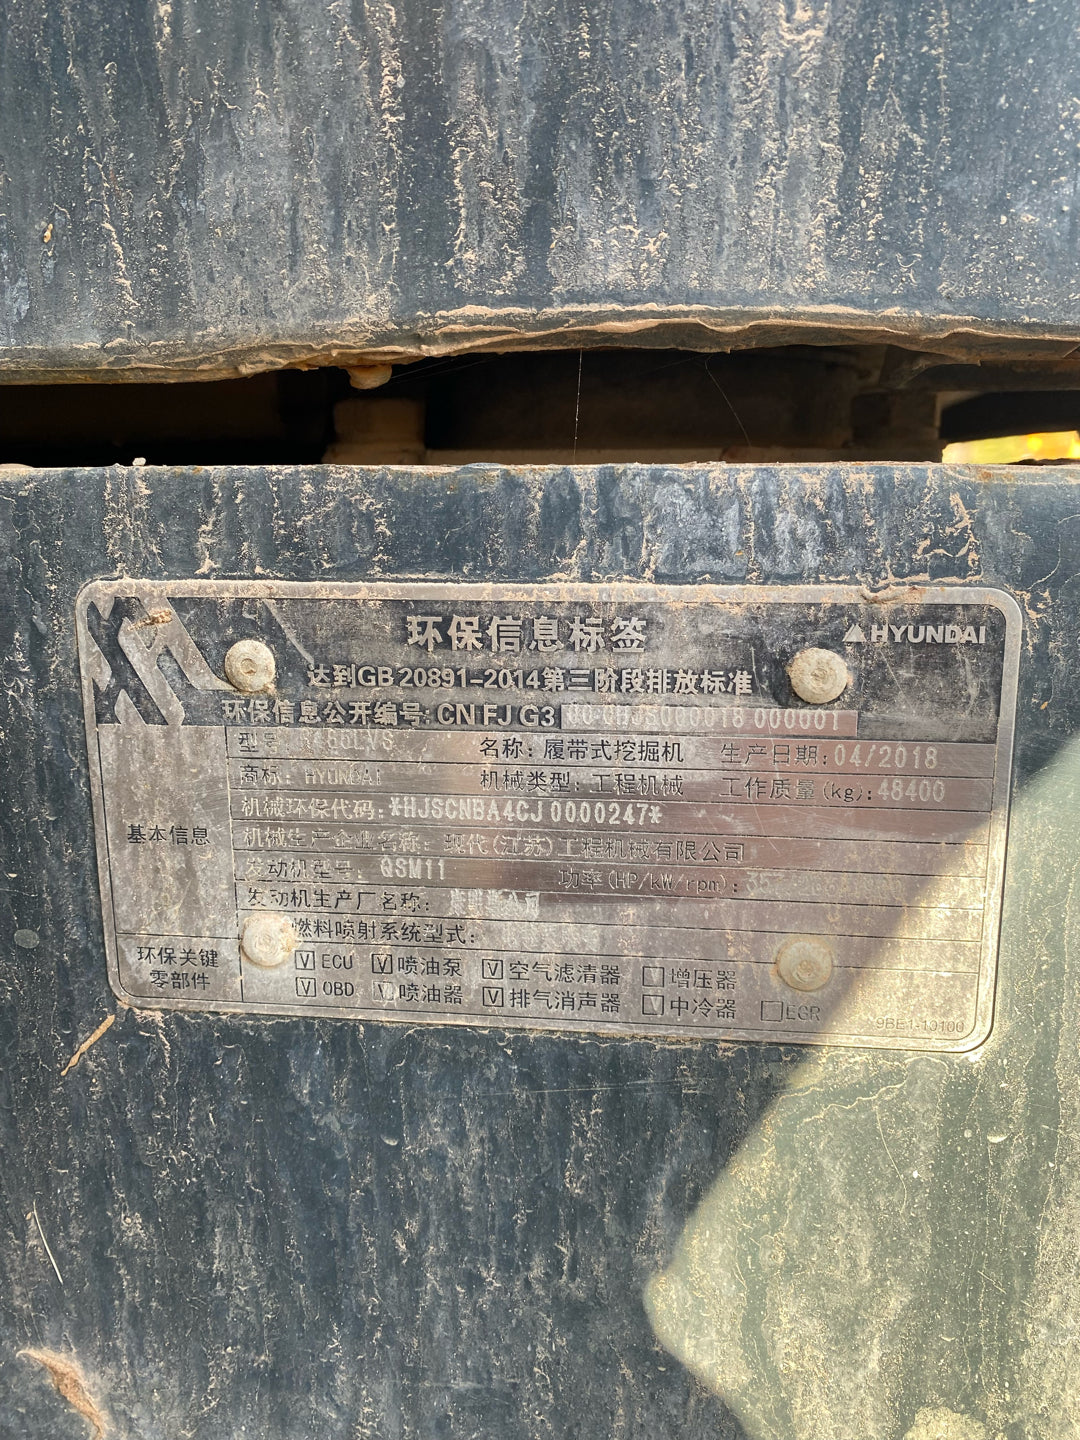 环保信息标签
HYUNDAI
达到GB 20891-2014第三阶段排放标准
环保信息公开编号: CN FJ G3 000018 000001
型号 名称: 履带式挖掘机 生产日期: 04/2018
商标: HYUNDAI 机械类型: 工程机械 工作质量 (kg): 48400
机械环保代码: *HJSCNBA4CJ0000247*
基本信息
机械生产企业名称: 现代(江苏)工程机械有限公司
发动机型号: QSM11 功率(HP/kW/rpm):
发动机生产厂名称:
燃料喷射系统型式:
环保关键零部件
V ECU V 喷油泵 V 空气滤清器 增压器
V OBD 喷油器 V 排气消声器 V 中冷器 EGR
9BE1-10100